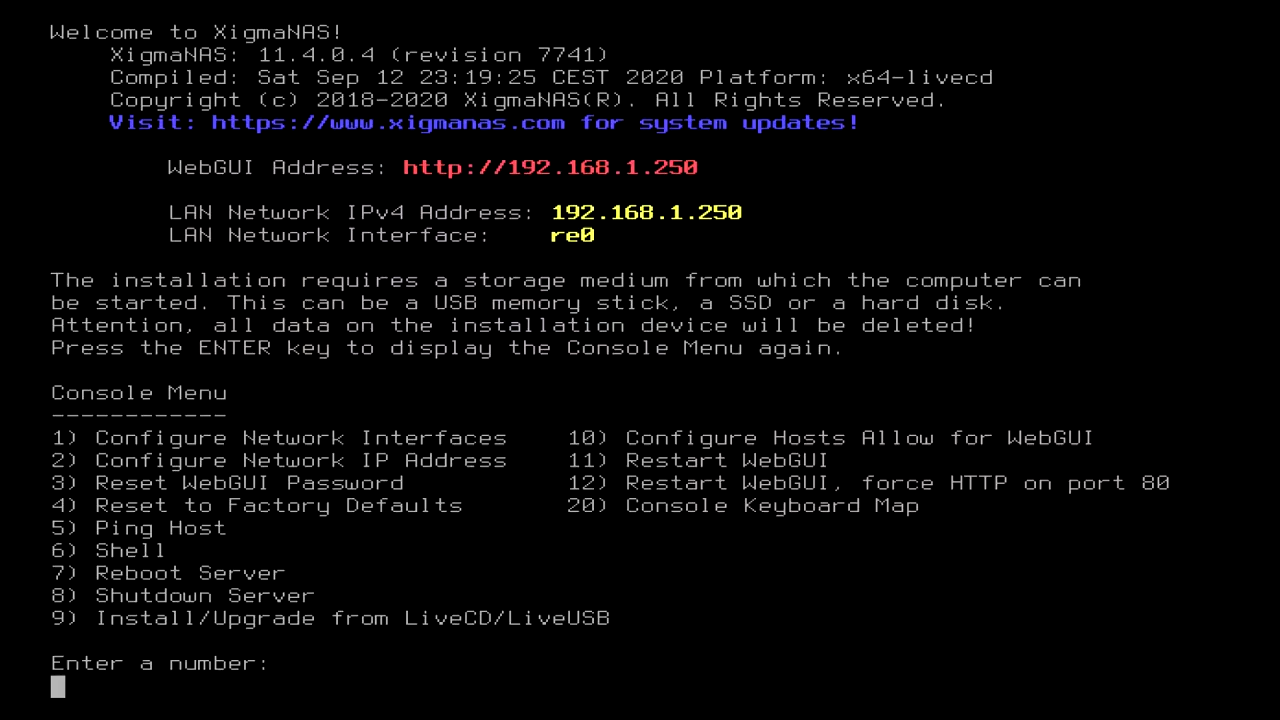 Welcome to XigmaNAS!
XigmaNAS: 11.4.0.4 (revision 7741)
Compiled: Sat Sep 12 23:19:25 CEST 2020 Platform: x64-livecd
Copyright (c) 2018-2020 XigmaNAS(R). All Rights Reserved.
Visit: https://www.xigmanas.com for system updates!
WebGUI Address: http://192.168.1.250
LAN Network IPv4 Address: 192.168.1.250
LAN Network Interface: re0
The installation requires a storage medium from which the computer can
be started. This can be a USB memory stick, a SSD or a hard disk.
Attention, all data on the installation device will be deleted!
Press the ENTER key to display the Console Menu again.
Console Menu
------------
1) Configure Network Interfaces 10) Configure Hosts Allow for WebGUI
2) Configure Network IP Address 11) Restart WebGUI
3) Reset WebGUI Password 12) Restart WebGUI, force HTTP on port 80
4) Reset to Factory Defaults 20) Console Keyboard Map
5) Ping Host
6) Shell
7) Reboot Server
8) Shutdown Server
9) Install/Upgrade from LiveCD/LiveUSB
Enter a number: